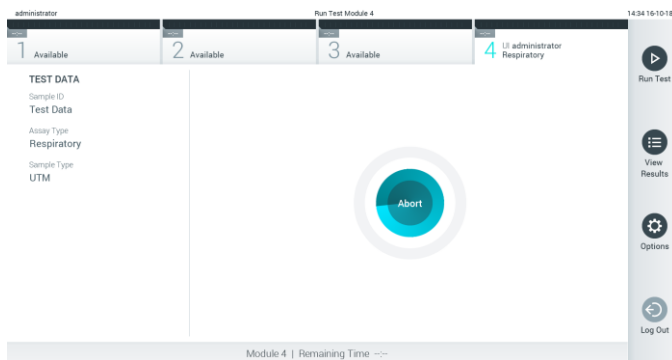 administrator
Run Test Module 4
14:34 16-10-18
--:--
1 Available
--:--
2 Available
--:--
3 Available
--:--
4 UI administrator
Respiratory
TEST DATA
Sample ID
Test Data
Assay Type
Respiratory
Sample Type
UTM
Abort
Run Test
View
Results
Options
Log Out
Module 4 | Remaining Time --:--